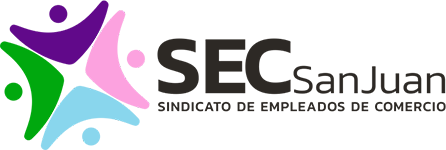 SECSanJuan
SINDICATO DE EMPLEADOS DE COMERCIO